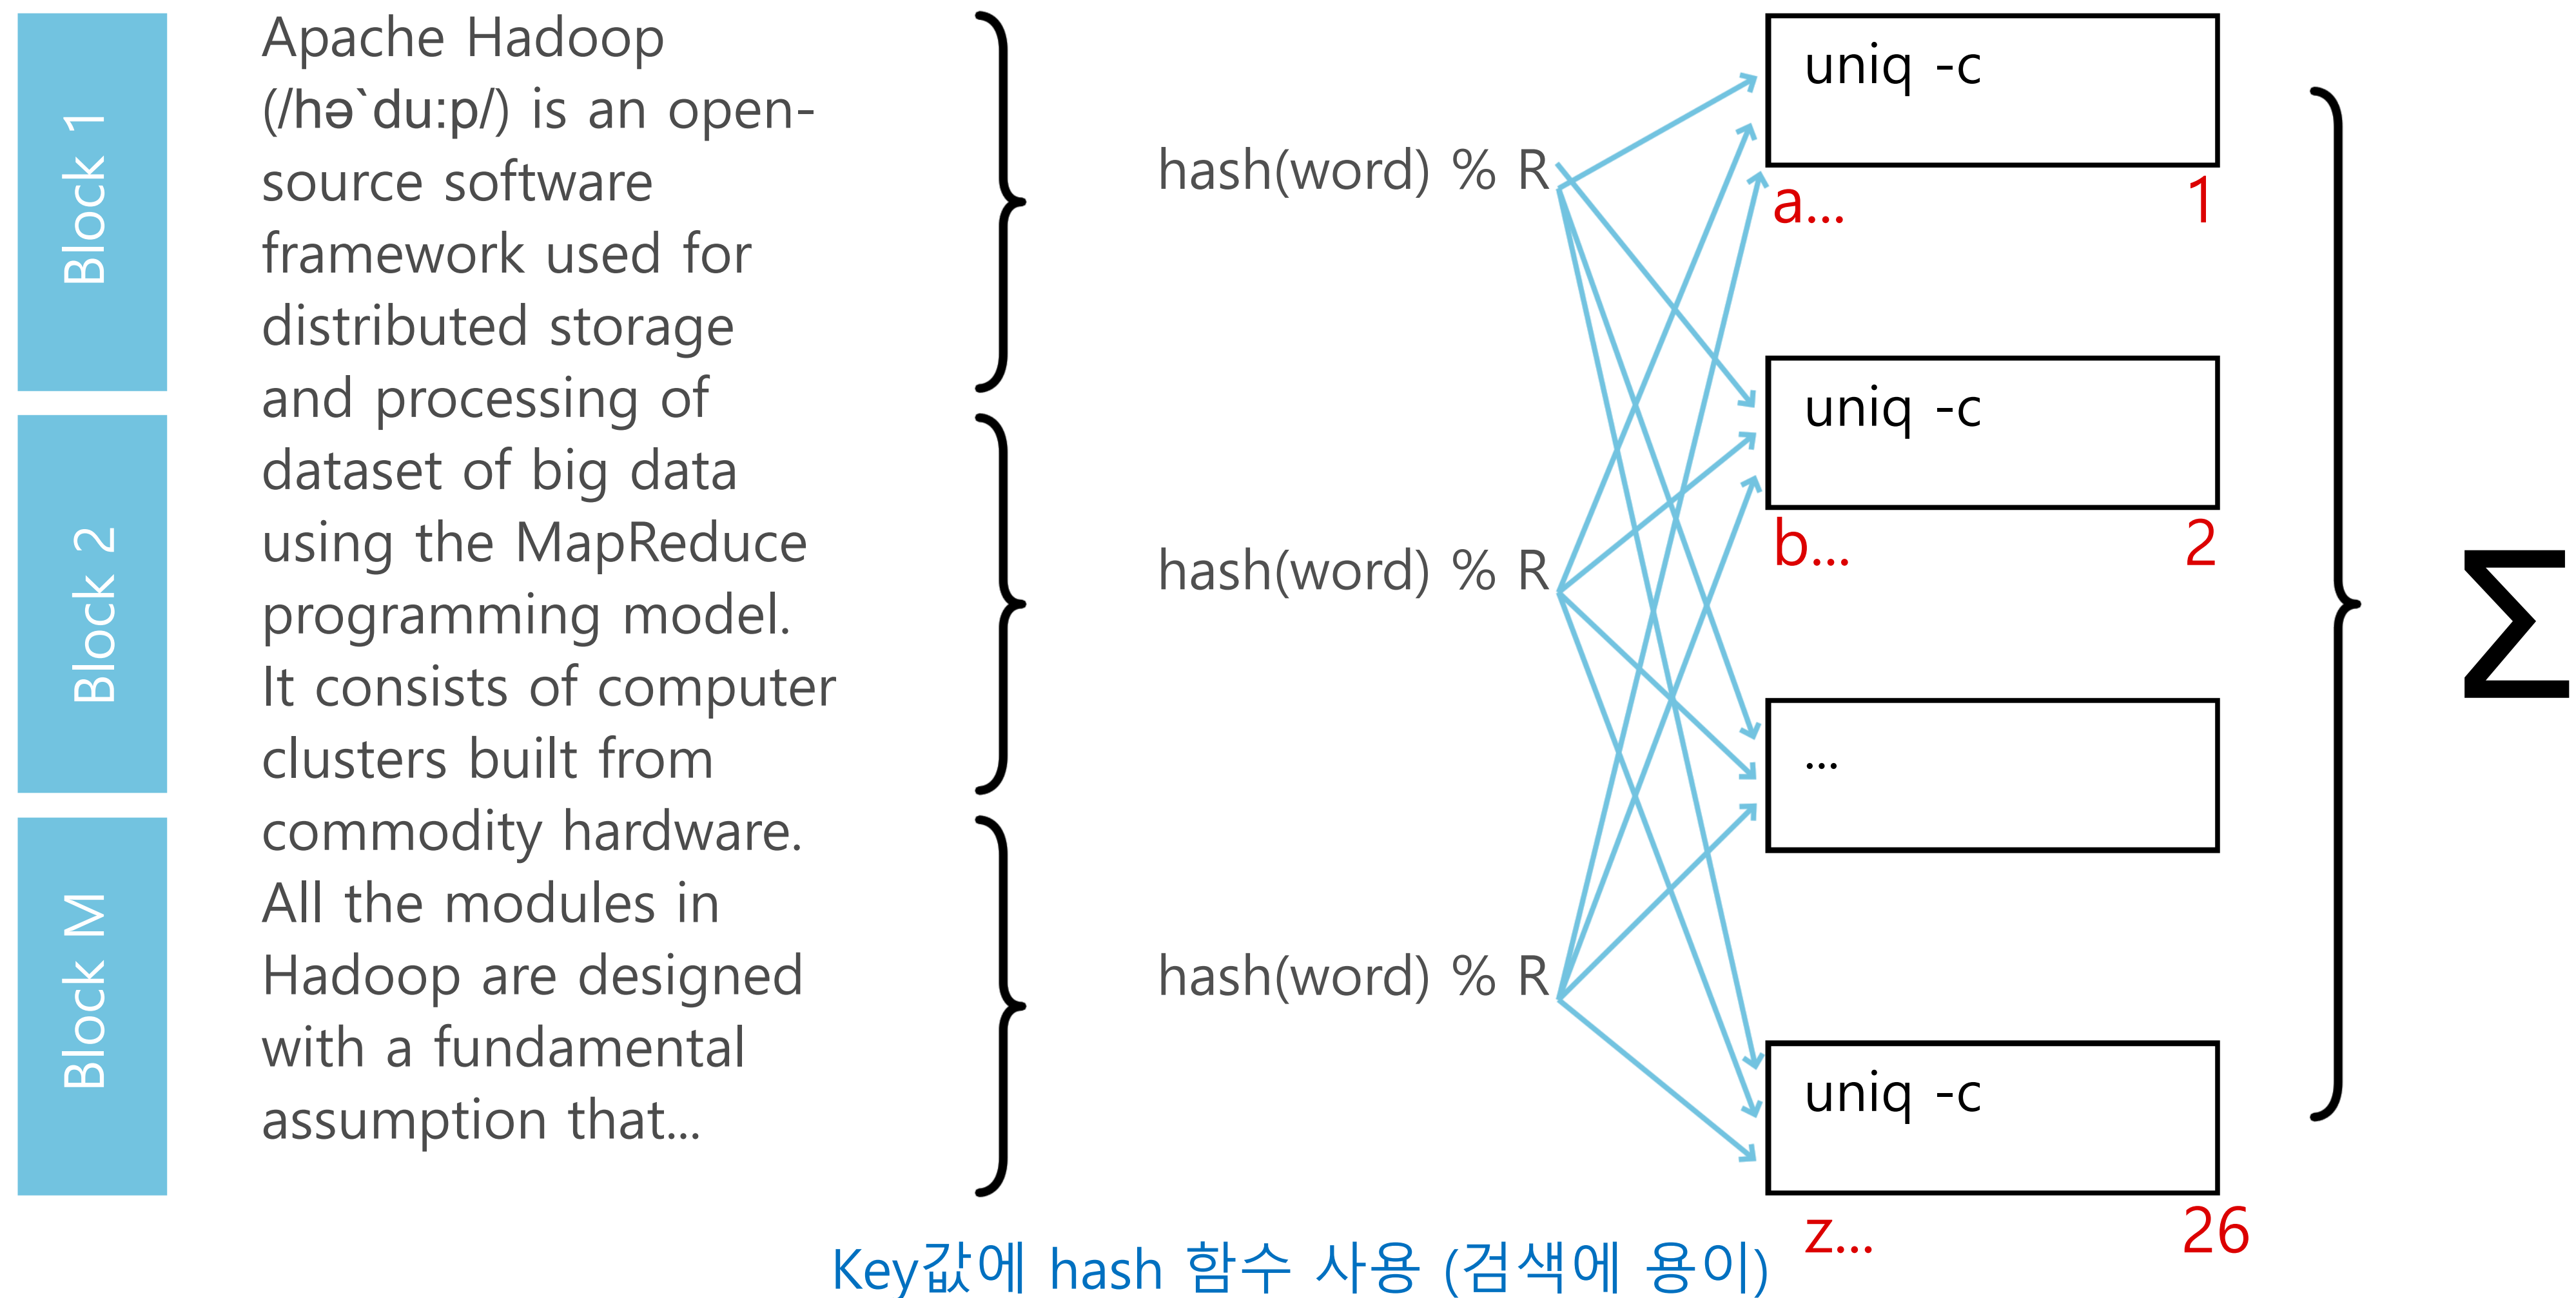 Block 1
Block 2
Block M
Apache Hadoop
(/hə`du:p/) is an open-
source software
framework used for
distributed storage
and processing of
dataset of big data
using the MapReduce
programming model.
It consists of computer
clusters built from
commodity hardware.
All the modules in
Hadoop are designed
with a fundamental
assumption that...
hash(word) % R
hash(word) % R
hash(word) % R
uniq -c
a... 1
uniq -c
b... 2
...
uniq -c
z... 26
Σ
Key값에 hash 함수 사용 (검색에 용이)